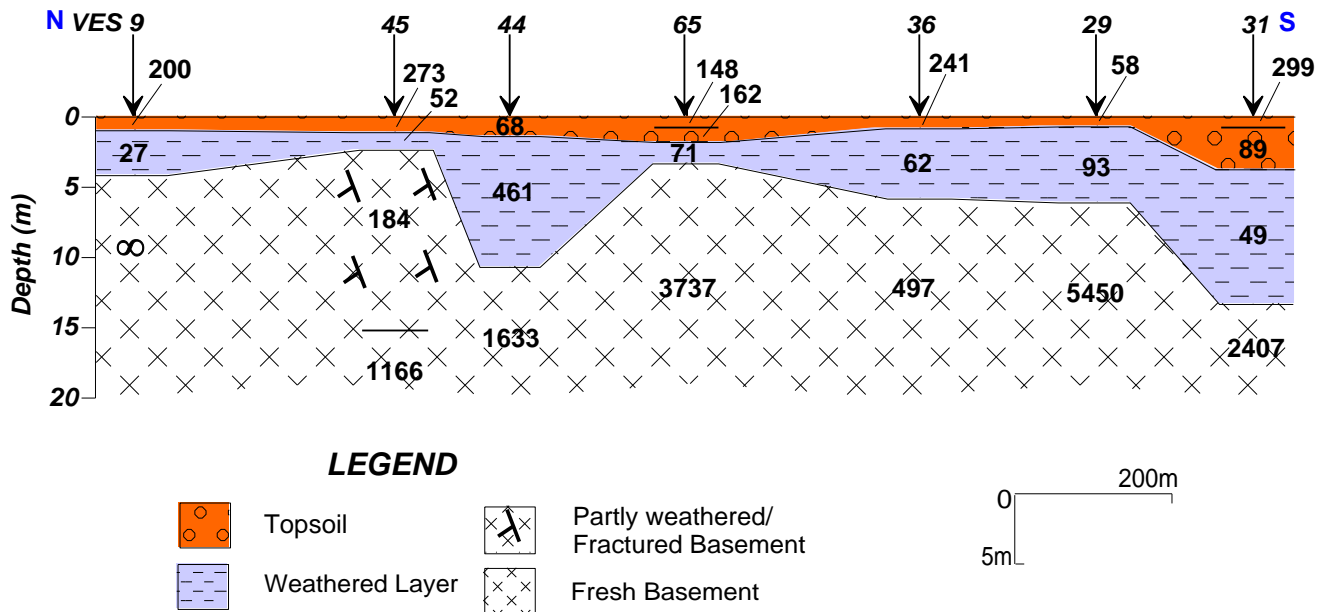 N VES 9 45 44 65 36 29 31 S
200 273 52 148 162 241 58 299
0
68
27 71 62 93 89
5
461
184
49
∞
10
3737 497 5450
15
1633
2407
1166
20
Depth (m)
LEGEND
Topsoil
Partly weathered/
Fractured Basement
Weathered Layer
Fresh Basement
0 200m
5m